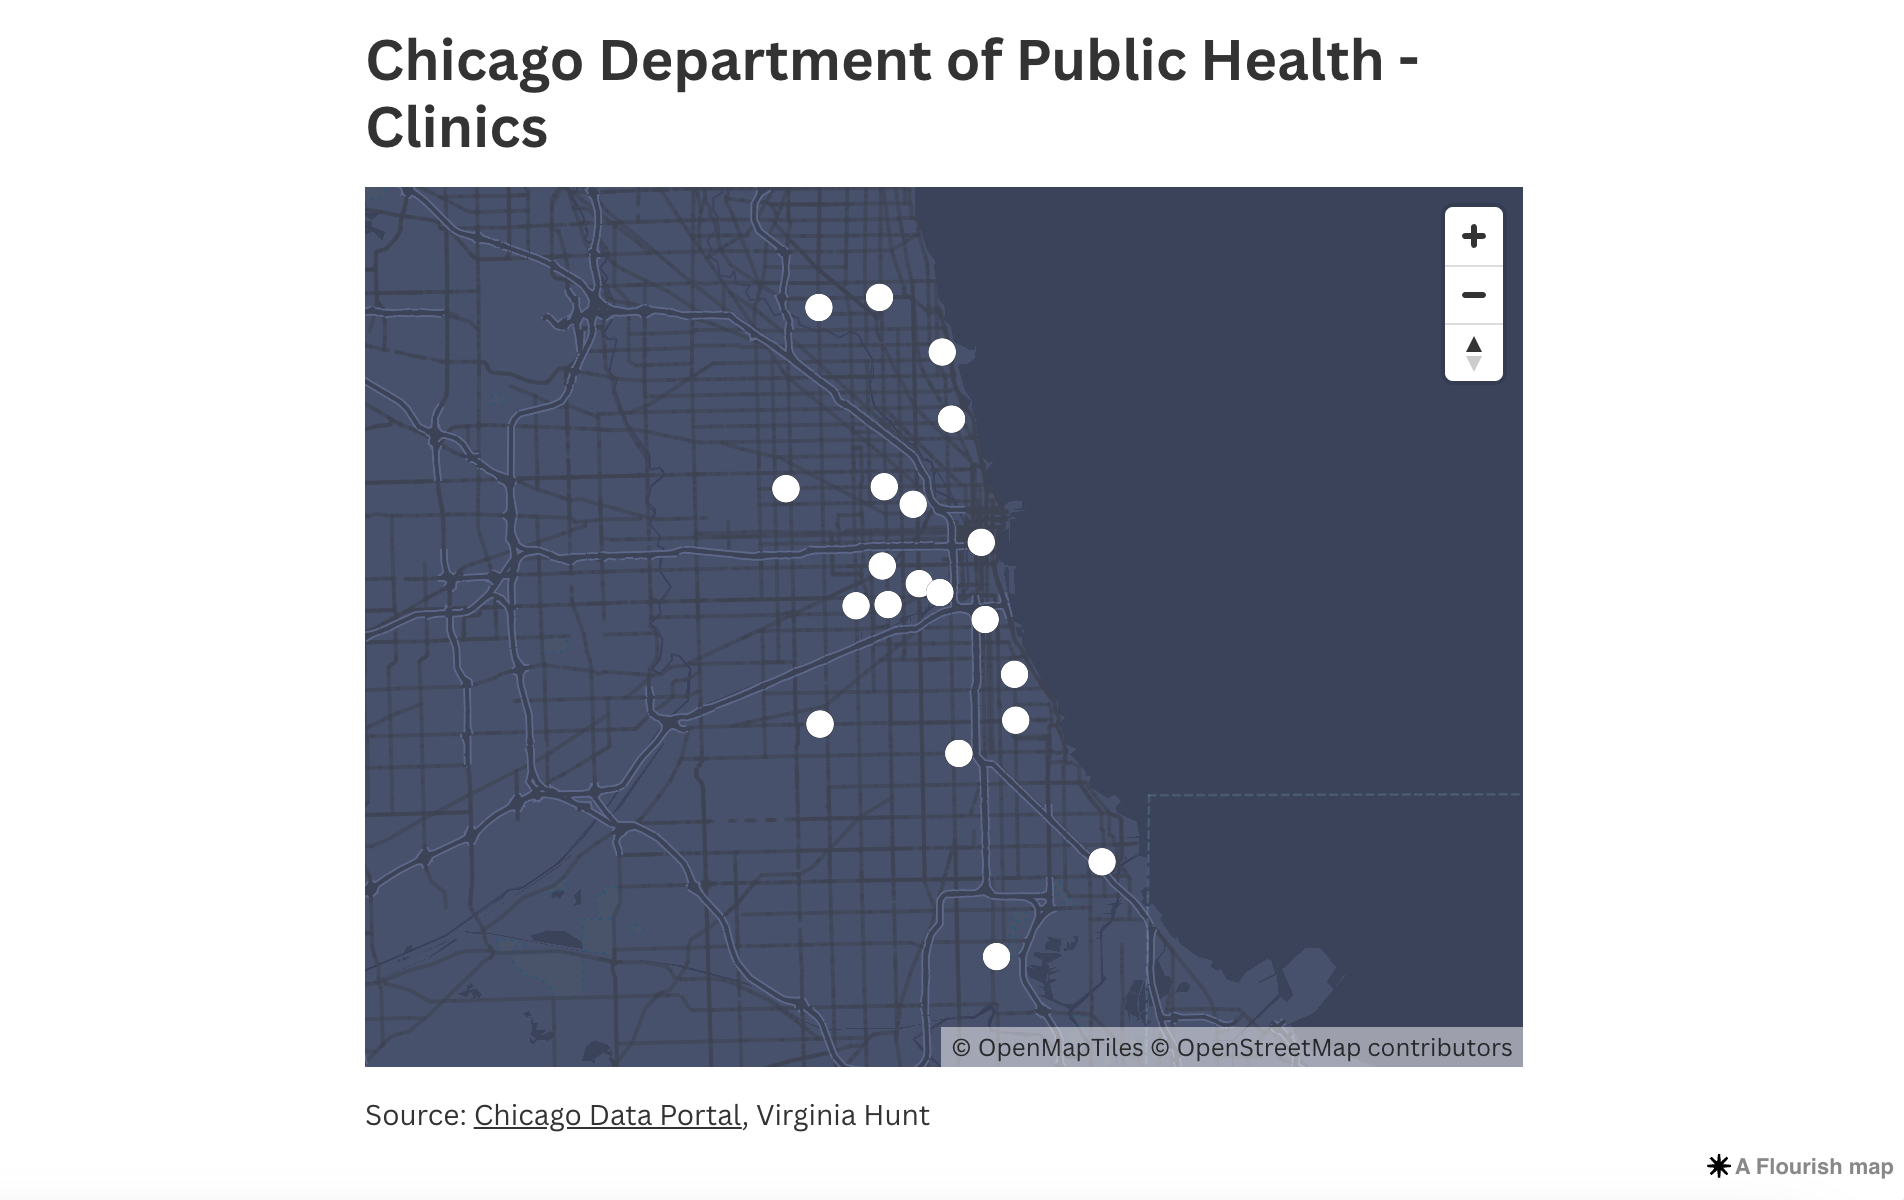 Chicago Department of Public Health -
Clinics
© OpenMapTiles © OpenStreetMap contributors
Source: Chicago Data Portal, Virginia Hunt
A Flourish map